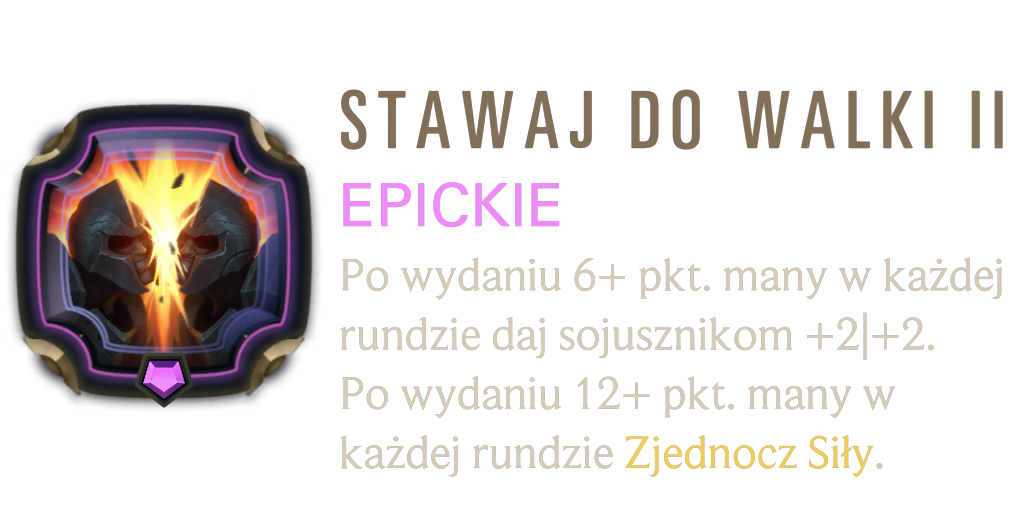 STAWAJ DO WALKI II
EPICKIE
Po wydaniu 6+ pkt. many w każdej
rundzie daj sojusznikom +2|+2.
Po wydaniu 12+ pkt. many w
każdej rundzie Zjednocz Siły.